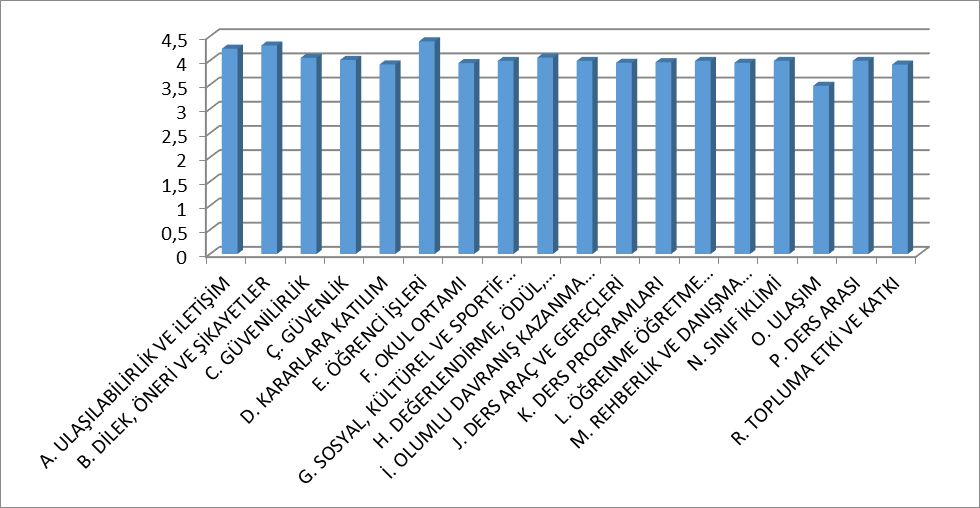 4,5
4
3,5
3
2,5
2
1,5
1
0,5
0
A. ULAŞILABİLİRLİK VE iLETİŞİM
B. DİLEK, ÖNERİ VE ŞİKAYETLER
C. GÜVENİLİRLİK
Ç. GÜVENLİK
D. KARARLARA KATILIM
E. ÖĞRENCİ İŞLERİ
F. OKUL ORTAMI
G. SOSYAL, KÜLTÜREL VE SPORTİF…
H. DEĞERLENDİRME, ÖDÜL,…
İ. OLUMLU DAVRANIŞ KAZANMA…
J. DERS ARAÇ VE GEREÇLERİ
K. DERS PROGRAMLARI
L. ÖĞRENME ÖĞRETME…
M. REHBERLİK VE DANIŞMA…
N. SINIF İKLİMİ
O. ULAŞIM
P. DERS ARASI
R. TOPLUMA ETKİ VE KATKI